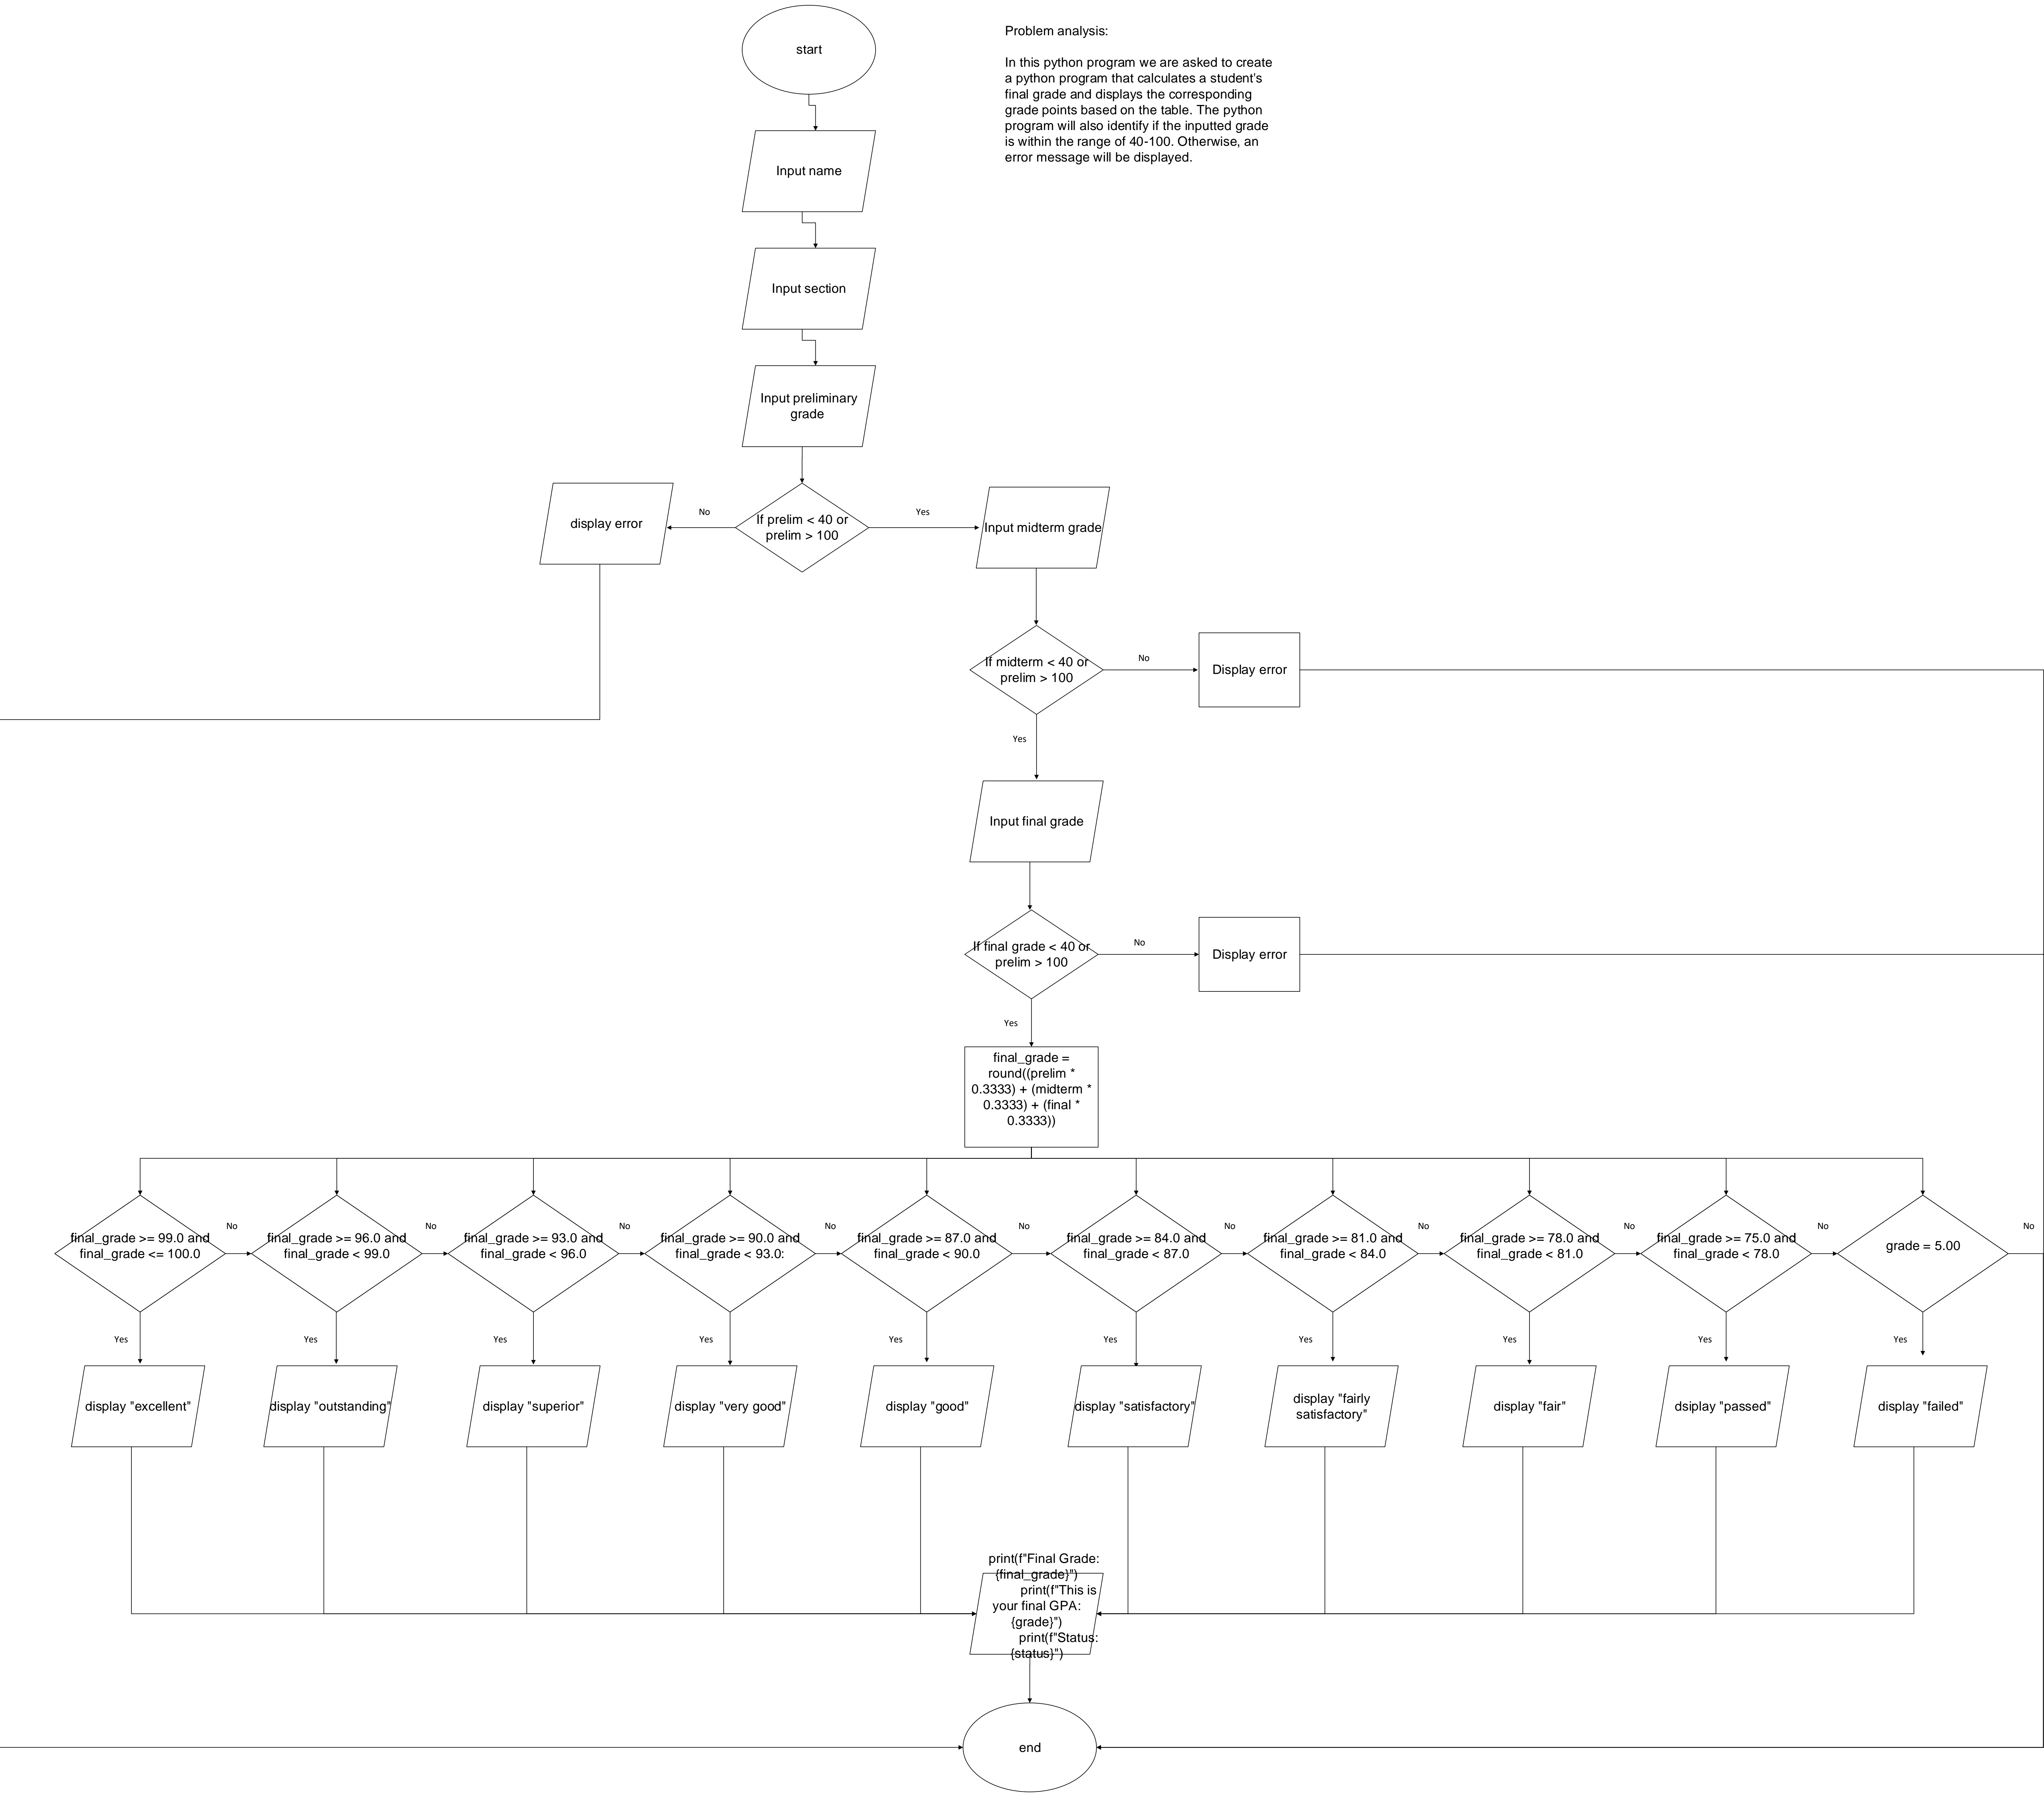 start
Problem analysis:
In this python program we are asked to create
a python program that calculates a student's
final grade and displays the corresponding
grade points based on the table. The python
program will also identify if the inputted grade
is within the range of 40-100. Otherwise, an
error message will be displayed.
Input name
Input section
Input preliminary
grade
display error
No
If prelim < 40 or
prelim > 100
Yes
Input midterm grade
If midterm < 40 or
prelim > 100
No
Display error
Yes
Input final grade
If final grade < 40 or
prelim > 100
No
Display error
Yes
final_grade =
round((prelim *
0.3333) + (midterm *
0.3333) + (final *
0.3333))
final_grade >= 99.0 and
final_grade <= 100.0
No
final_grade >= 96.0 and
final_grade < 99.0
No
final_grade >= 93.0 and
final_grade < 96.0
No
final_grade >= 90.0 and
final_grade < 93.0:
No
final_grade >= 87.0 and
final_grade < 90.0
No
final_grade >= 84.0 and
final_grade < 87.0
No
final_grade >= 81.0 and
final_grade < 84.0
No
final_grade >= 78.0 and
final_grade < 81.0
No
final_grade >= 75.0 and
final_grade < 78.0
No
grade = 5.00
No
Yes
Yes
Yes
Yes
Yes
Yes
Yes
Yes
Yes
Yes
display "excellent"
display "outstanding"
display "superior"
display "very good"
display "good"
display "satisfactory"
display "fairly
satisfactory"
display "fair"
dsiplay "passed"
display "failed"
print(f"Final Grade:
{final_grade}")
print(f"This is
your final GPA:
{grade}")
print(f"Status:
{status}")
end